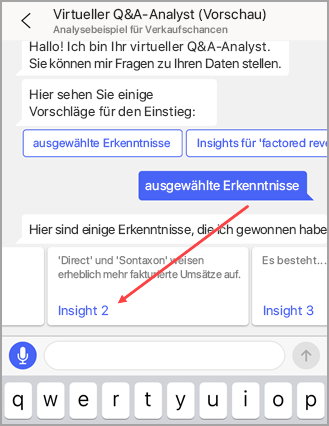 Virtueller Q&A-Analyst (Vorschau)
Analysebeispiel für Verkaufschancen
Hallo! Ich bin Ihr virtueller Q&A-Analyst.
Sie können mir Fragen zu Ihren Daten stellen.
Hier sehen Sie einige
Vorschläge für den Einstieg:
ausgewählte Erkenntnisse
Insights für 'factored reve
ausgewählte Erkenntnisse
Hier sind einige Erkenntnisse, die ich gewonnen habe
'Direct' und 'Sontaxon' weisen
erheblich mehr fakturierte Umsätze auf.
Es besteht...
Insight 2
Insight 3
q w e r t y u i o p